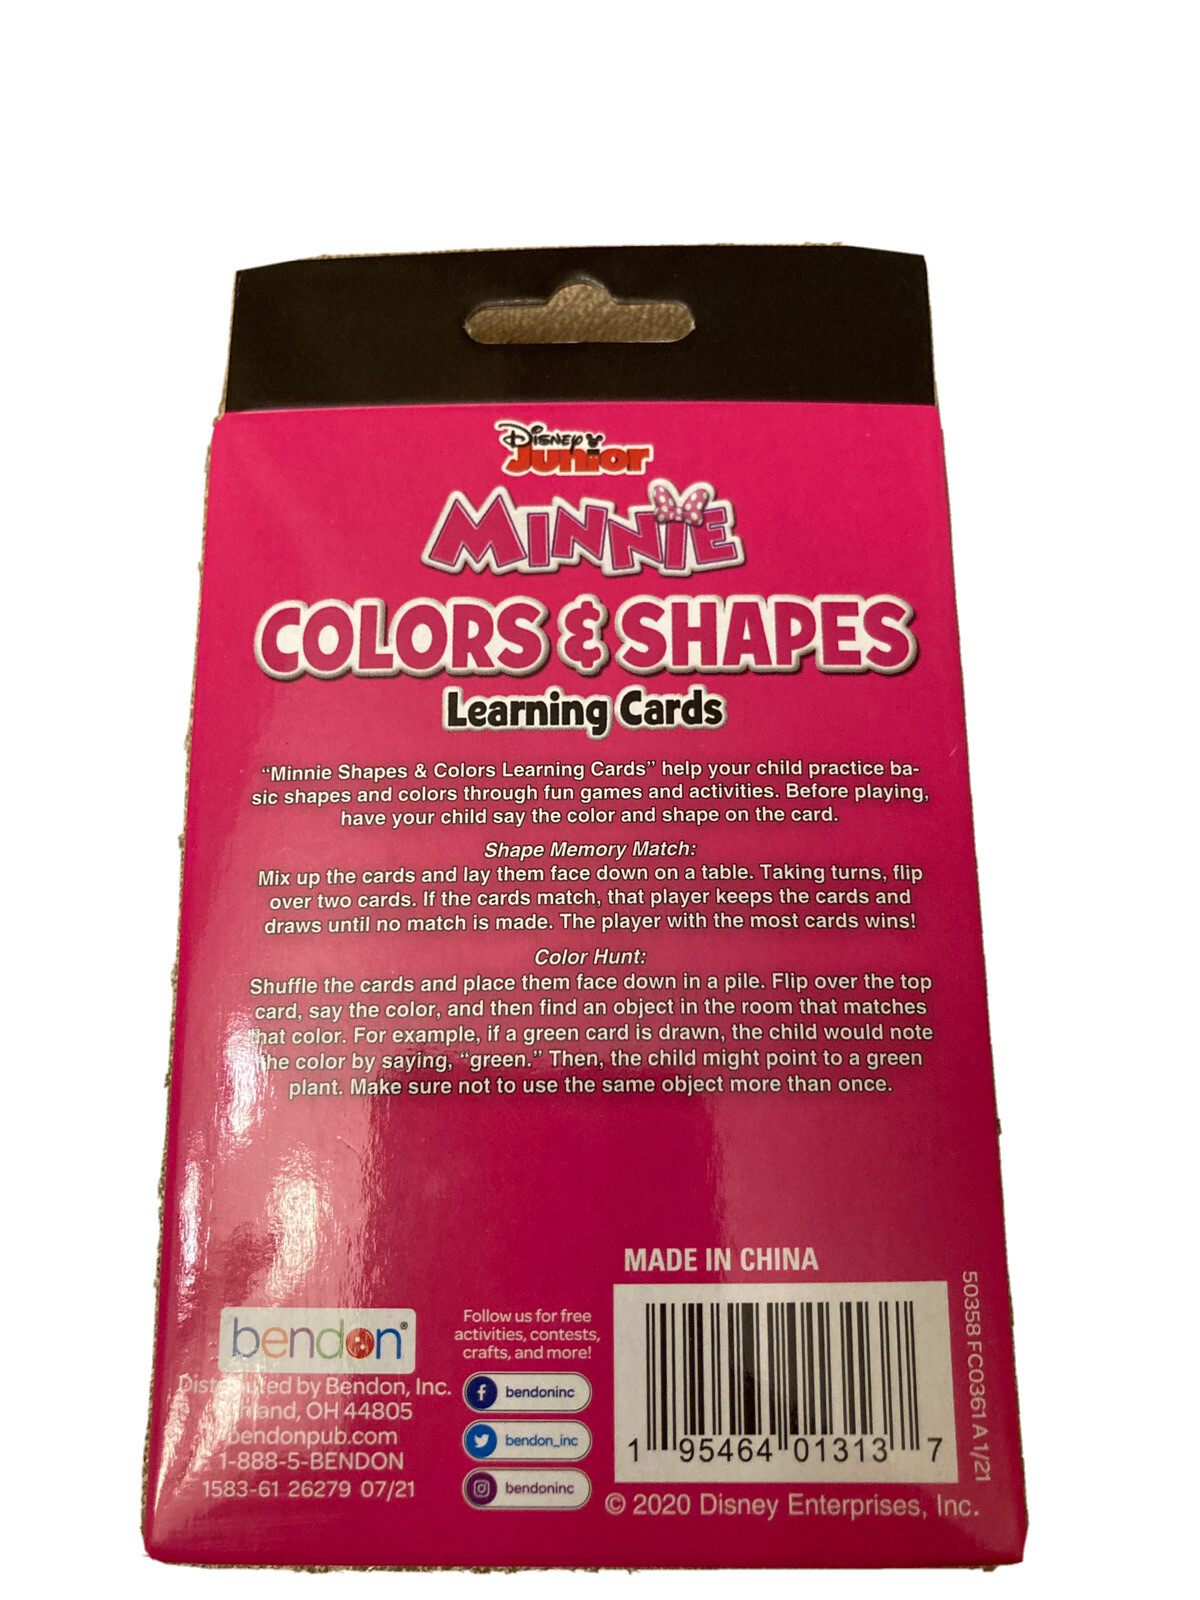 Disney
Junior
MINNIE
COLORS & SHAPES
Learning Cards
“Minnie Shapes & Colors Learning Cards” help your child practice ba-
sic shapes and colors through fun games and activities. Before playing,
have your child say the color and shape on the card.
Shape Memory Match:
Mix up the cards and lay them face down on a table. Taking turns, flip
over two cards. If the cards match, that player keeps the cards and
draws until no match is made. The player with the most cards wins!
Color Hunt:
Shuffle the cards and place them face down in a pile. Flip over the top
card, say the color, and then find an object in the room that matches
that color. For example, if a green card is drawn, the child would note
the color by saying, “green.” Then, the child might point to a green
plant. Make sure not to use the same object more than once.
MADE IN CHINA
bendon®
Distributed by Bendon, Inc.
OH 44805
bendonpub.com
1-888-5-BENDON
1583-61 26279 07/21
Follow us for free
activities, contests,
crafts, and more!
bendoninc
bendon_inc
bendoninc
1 95464 01313 7
50358 FC0361 A 1/21
© 2020 Disney Enterprises, Inc.